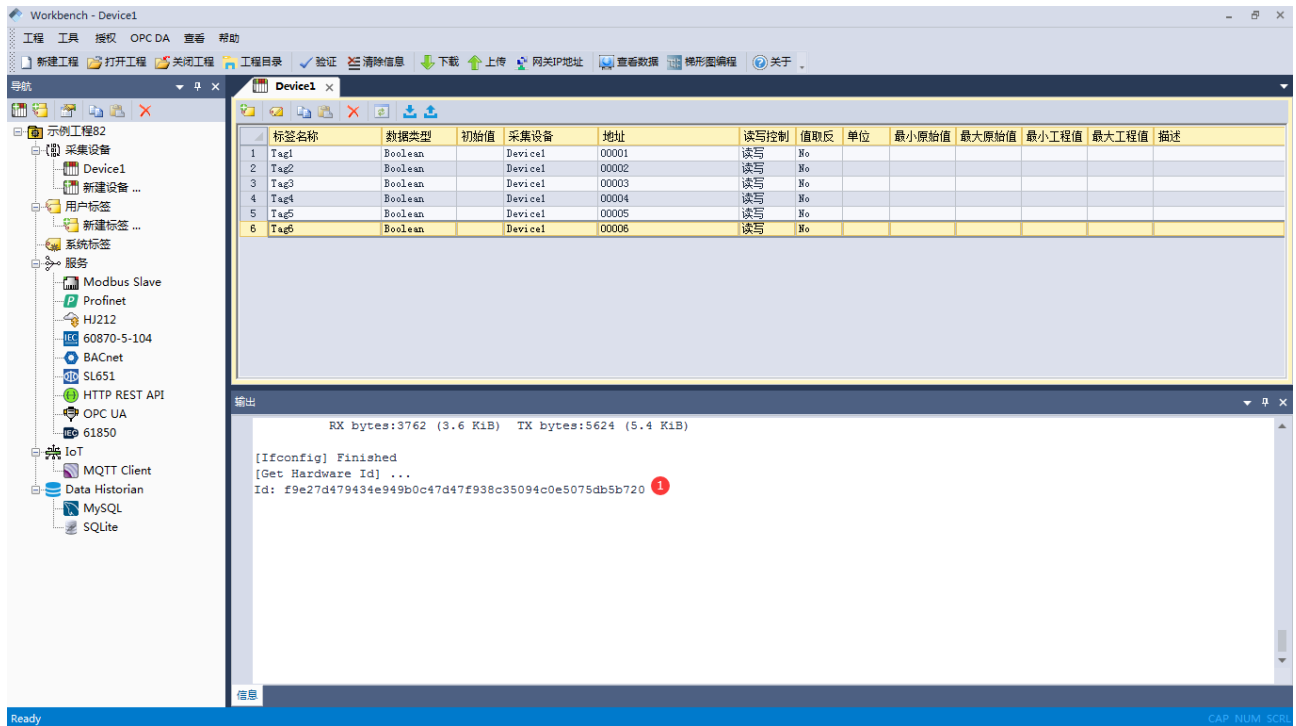 Workbench - Device1
工程 工具 授权 OPC DA 查看 帮助
新建工程 打开工程 关闭工程 工程目录 验证 清除信息 下载 上传 网关IP地址 查看数据 梯形图编程 关于
导航
Device1
示例工程82
采集设备
Device1
新建设备 ...
用户标签
新建标签 ...
系统标签
服务
Modbus Slave
Profinet
HJ212
60870-5-104
BACnet
SL651
HTTP REST API
OPC UA
61850
IoT
MQTT Client
Data Historian
MySQL
SQLite
标签名称 数据类型 初始值 采集设备 地址 读写控制 值取反 单位 最小原始值 最大原始值 最小工程值 最大工程值 描述
1 Tag1 Boolean Device1 00001 读写 No
2 Tag2 Boolean Device1 00002 读写 No
3 Tag3 Boolean Device1 00003 读写 No
4 Tag4 Boolean Device1 00004 读写 No
5 Tag5 Boolean Device1 00005 读写 No
6 Tag6 Boolean Device1 00006 读写 No
输出
RX bytes:3762 (3.6 KiB) TX bytes:5624 (5.4 KiB)
[Ifconfig] Finished
[Get Hardware Id] ...
Id: f9e27d479434e949b0c47d47f938c35094c0e5075db5b720 1
信息
Ready
CAP NUM SCRL